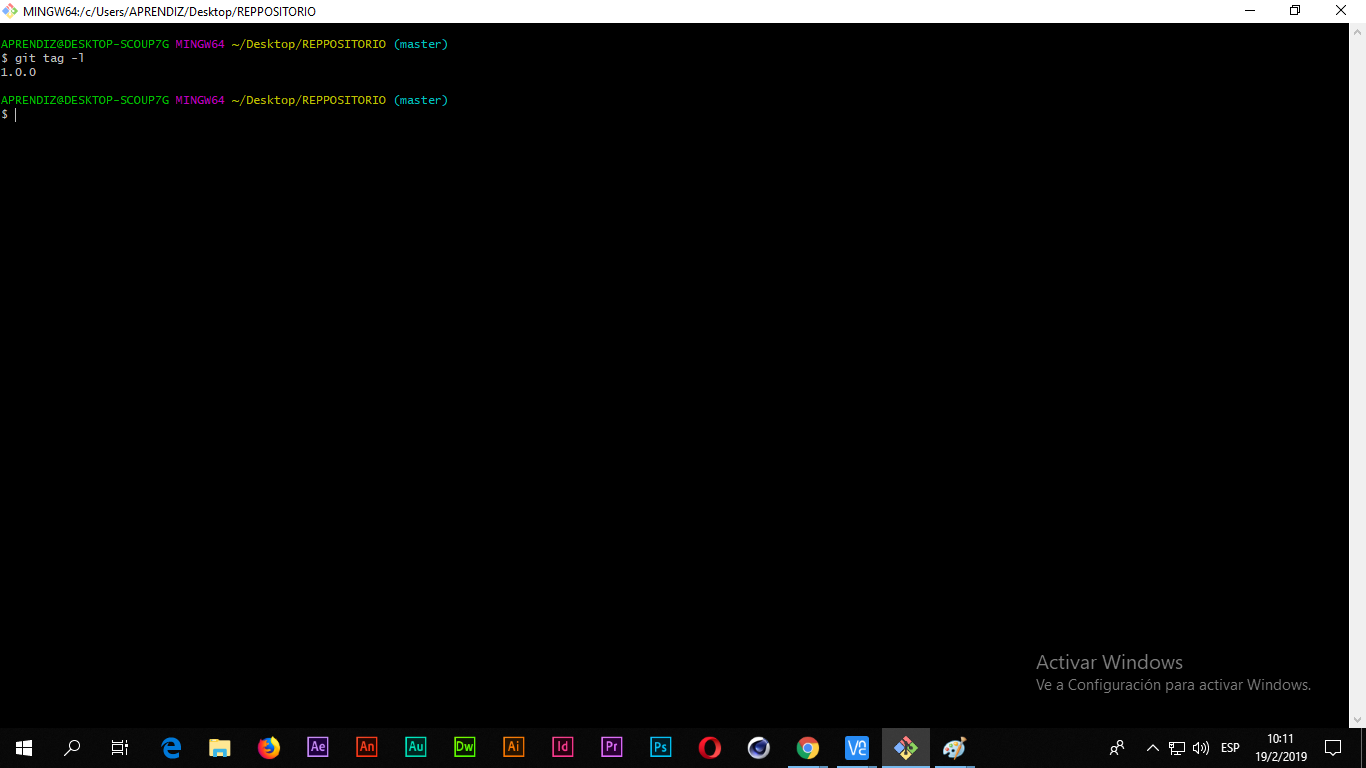 MINGW64:/c/Users/APRENDIZ/Desktop/REPPOSITORIO
APRENDIZ@DESKTOP-SCOUP7G MINGW64 ~/Desktop/REPPOSITORIO (master)
$ git tag -l
1.0.0
APRENDIZ@DESKTOP-SCOUP7G MINGW64 ~/Desktop/REPPOSITORIO (master)
$
Activar Windows
Ve a Configuración para activar Windows.
Ae An Au Dw Ai Id Pr Ps V2 ESP
10:11
19/2/2019